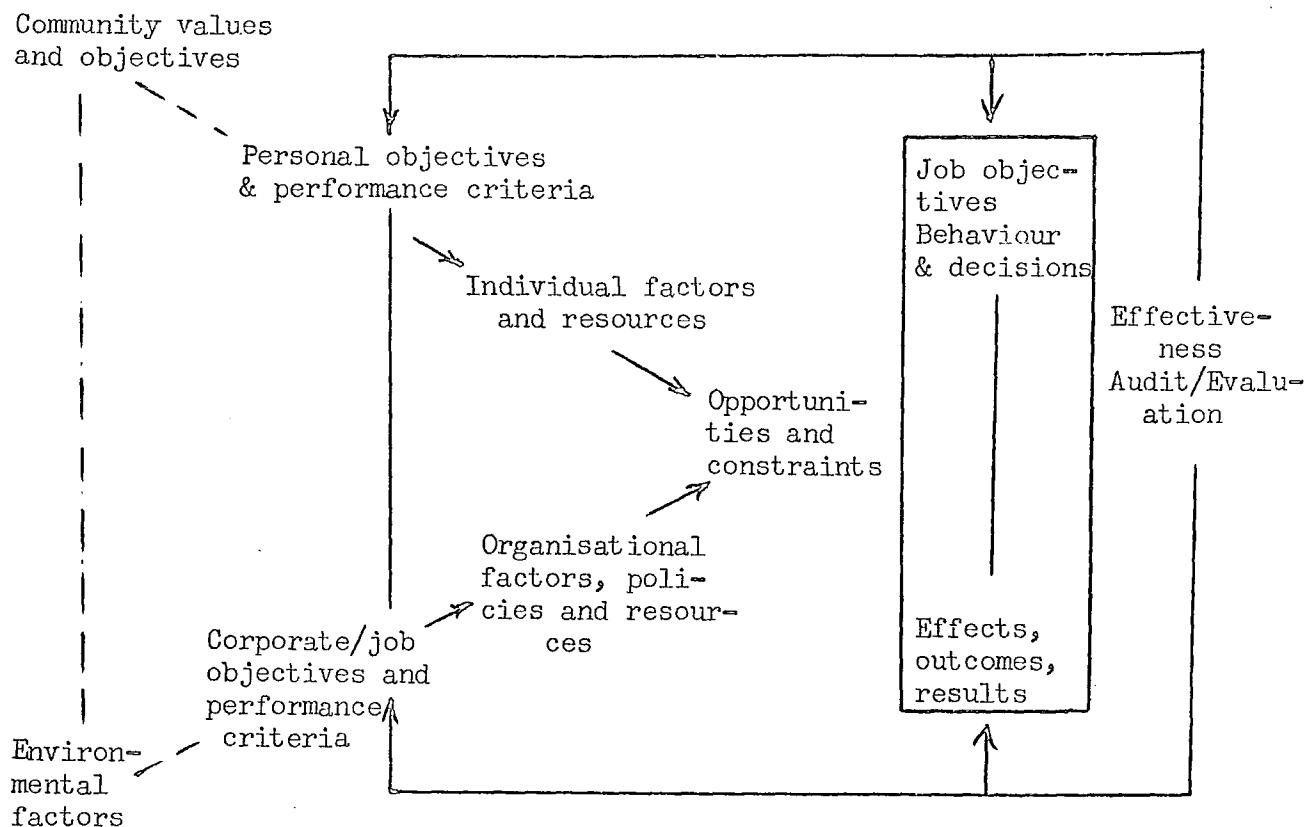 Community values
and objectives
Personal objectives
& performance criteria
Individual factors
and resources
Opportuni-
ties and
constraints
Organisational
factors, poli-
cies and resour-
ces
Corporate/job
objectives and
performance
criteria
Environ-
mental
factors
Job objec-
tives
Behaviour
& decisions
Effects,
outcomes,
results
Effective-
ness
Audit/Evalu-
ation